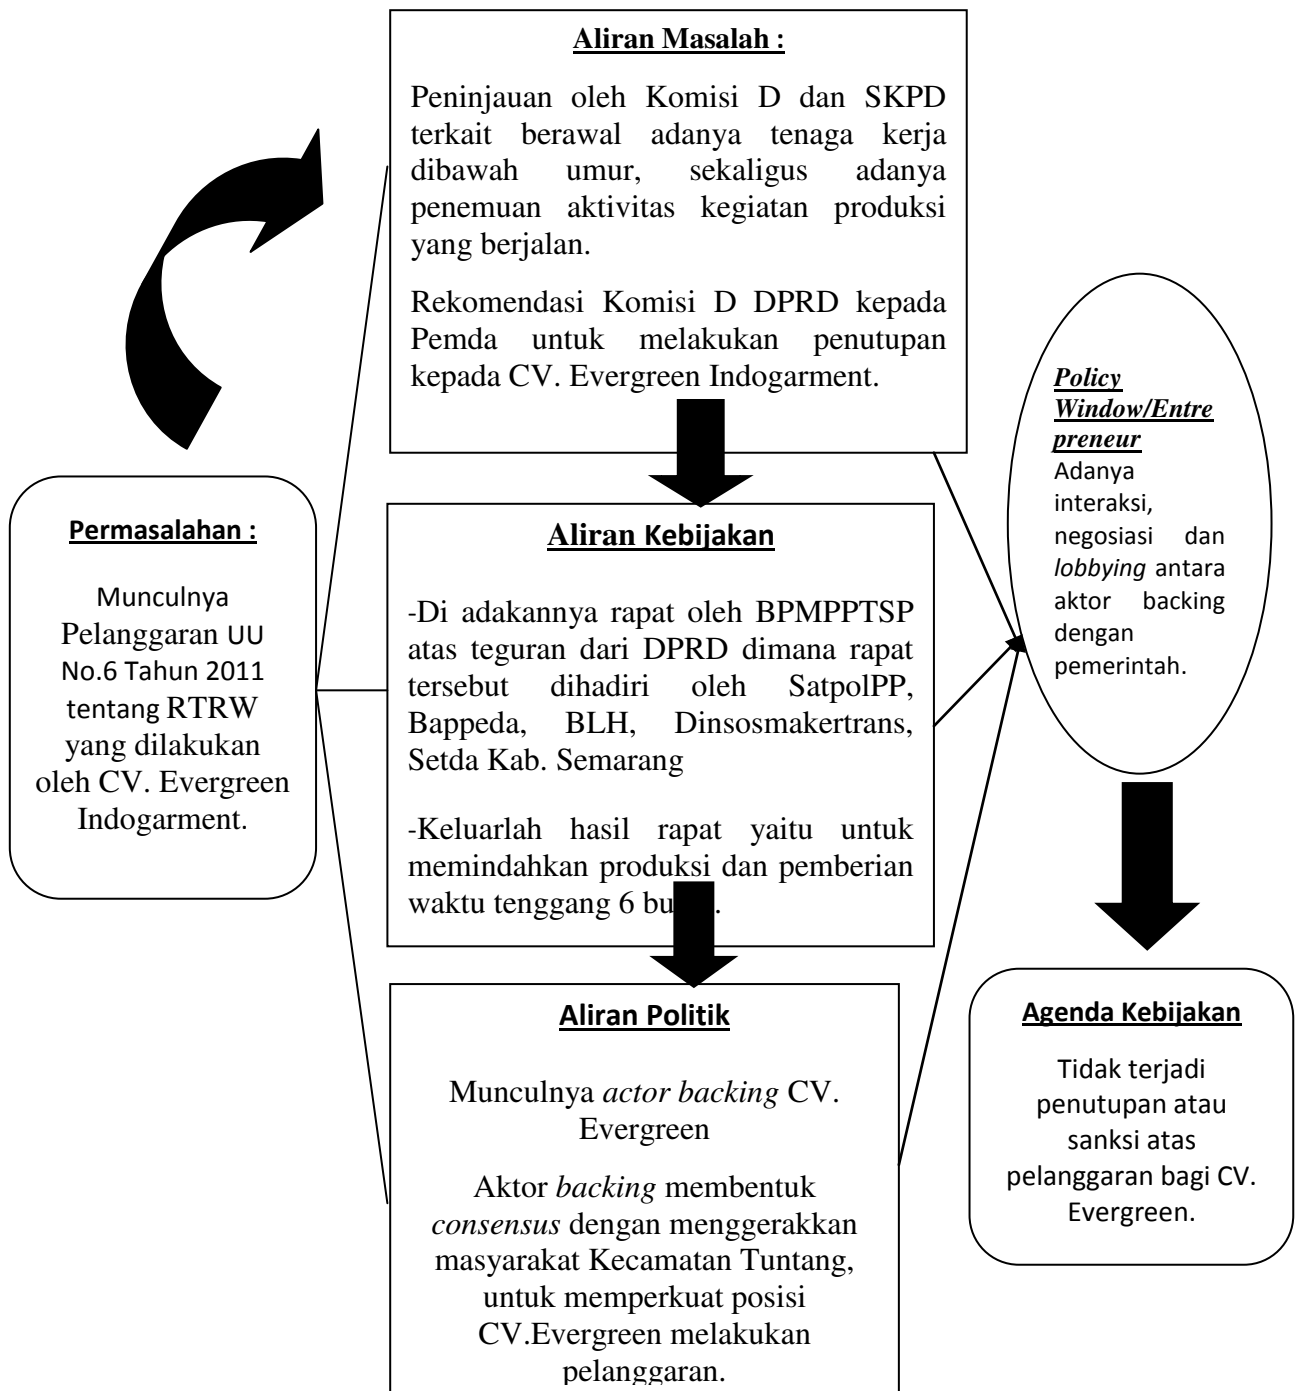 Aliran Masalah :
Peninjauan oleh Komisi D dan SKPD
terkait berawal adanya tenaga kerja
dibawah umur, sekaligus adanya
penemuan aktivitas kegiatan produksi
yang berjalan.
Rekomendasi Komisi D DPRD kepada
Pemda untuk melakukan penutupan
kepada CV. Evergreen Indogarment.
Permasalahan :
Munculnya
Pelanggaran UU
No.6 Tahun 2011
tentang RTRW
yang dilakukan
oleh CV. Evergreen
Indogarment.
Aliran Kebijakan
-Di adakannya rapat oleh BPMPPTSP
atas teguran dari DPRD dimana rapat
tersebut dihadiri oleh SatpolPP,
Bappeda, BLH, Dinsosmakertrans,
Setda Kab. Semarang
-Keluarlah hasil rapat yaitu untuk
memindahkan produksi dan pemberian
waktu tenggang 6
Aliran Politik
Munculnya actor backing CV.
Evergreen
Aktor backing membentuk
consensus dengan menggerakkan
masyarakat Kecamatan Tuntang,
untuk memperkuat posisi
CV.Evergreen melakukan
pelanggaran.
Policy
Window/Entre
preneur
Adanya
interaksi,
negosiasi dan
lobbying antara
aktor backing
dengan
pemerintah.
Agenda Kebijakan
Tidak terjadi
penutupan atau
sanksi atas
pelanggaran bagi CV.
Evergreen.